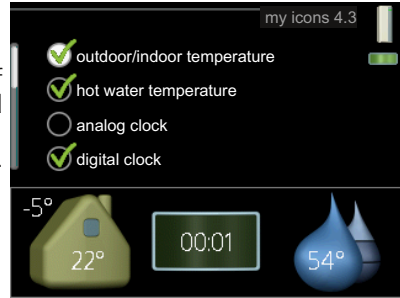 my icons 4.3
outdoor/indoor temperature
hot water temperature
analog clock
digital clock
-5°
22°
00:01
54°